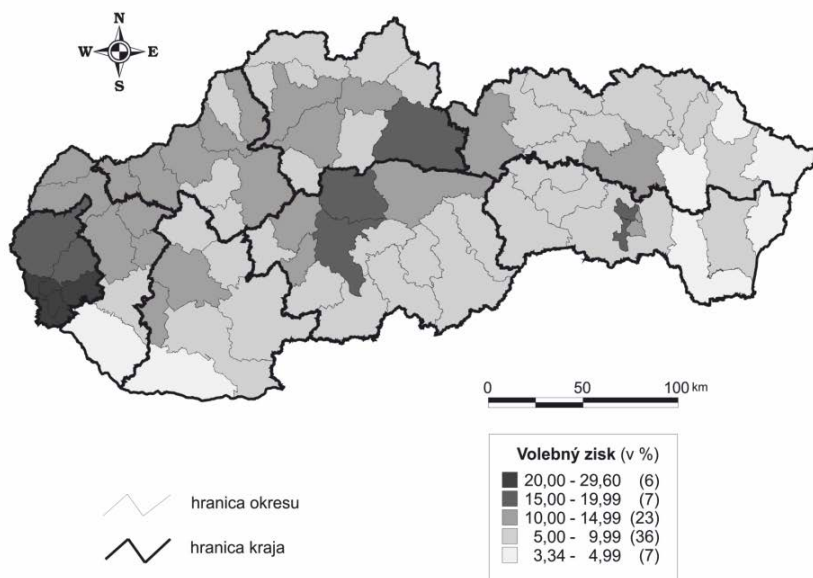 N
W E
S
0 50 100 km
Volebný zisk (v %)
20,00 - 29,60 (6)
15,00 - 19,99 (7)
10,00 - 14,99 (23)
5,00 - 9,99 (36)
3,34 - 4,99 (7)
hranica okresu
hranica kraja